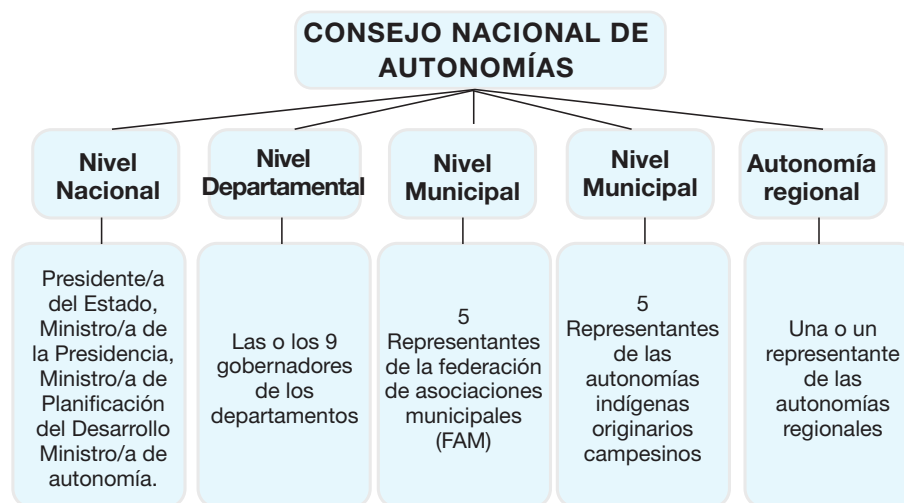 CONSEJO NACIONAL DE
AUTONOMÍAS
Nivel
Nacional
Nivel
Departamental
Nivel
Municipal
Nivel
Municipal
Autonomía
regional
Presidente/a
del Estado,
Ministro/a de
la Presidencia,
Ministro/a de
Planificación
del Desarrollo
Ministro/a de
autonomía.
Las o los 9
gobernadores
de los
departamentos
5
Representantes
de la federación
de asociaciones
municipales
(FAM)
5
Representantes
de las
autonomías
indígenas
originarios
campesinos
Una o un
representante
de las
autonomías
regionales